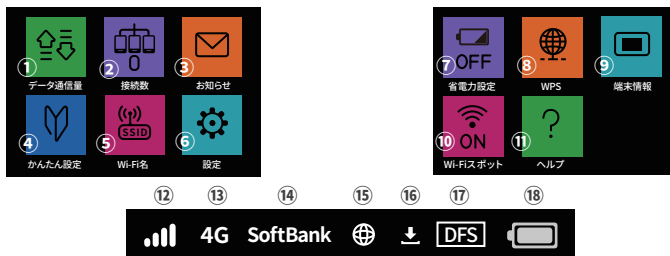 ① ② 0 ③
データ通信量 接続数 お知らせ
④ ⑤ SSID ⑥
かんたん設定 Wi-Fi名 設定
⑦ OFF ⑧ ⑨
省電力設定 WPS 端末情報
⑩ ON ⑪ ?
Wi-Fiスポット ヘルプ
⑫ ⑬ ⑭ ⑮ ⑯ ⑰ ⑱
4G SoftBank DFS